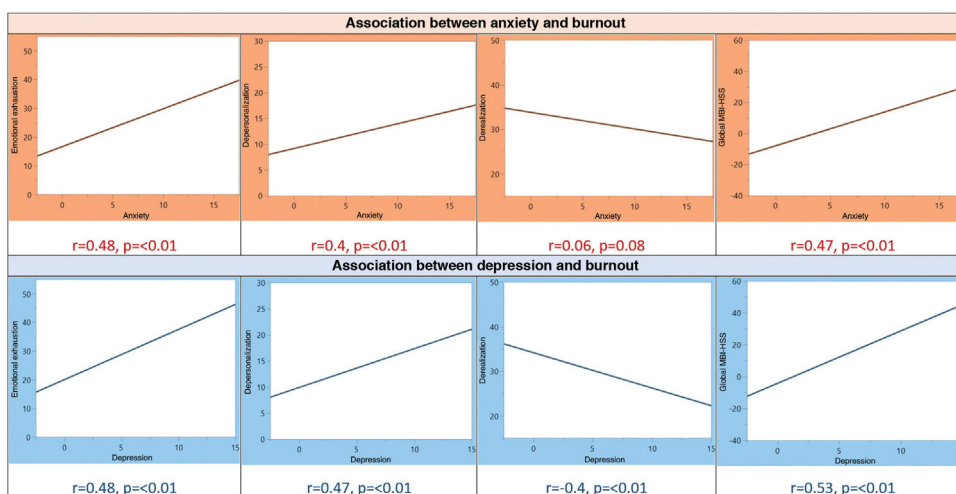 Association between anxiety and burnout
Emotional exhaustion
50
40
30
20
10
0
0 5 10 15
Anxiety
Depersonalization
30
25
20
15
10
5
0
0 5 10 15
Anxiety
Derealization
50
40
30
20
0 5 10 15
Anxiety
Global MBI-HSS
60
40
20
0
-20
-40
0 5 10 15
Anxiety
r=0.48, p=<0.01
r=0.4, p=<0.01
r=0.06, p=0.08
r=0.47, p=<0.01
Association between depression and burnout
Emotional exhaustion
50
40
30
20
10
0
0 5 10 15
Depression
Depersonalization
30
25
20
15
10
5
0
0 5 10 15
Depression
Derealization
50
40
30
20
0 5 10 15
Depression
Global MBI-HSS
60
40
20
0
-20
-40
0 5 10
Depression
r=0.48, p=<0.01
r=0.47, p=<0.01
r=-0.4, p=<0.01
r=0.53, p=<0.01